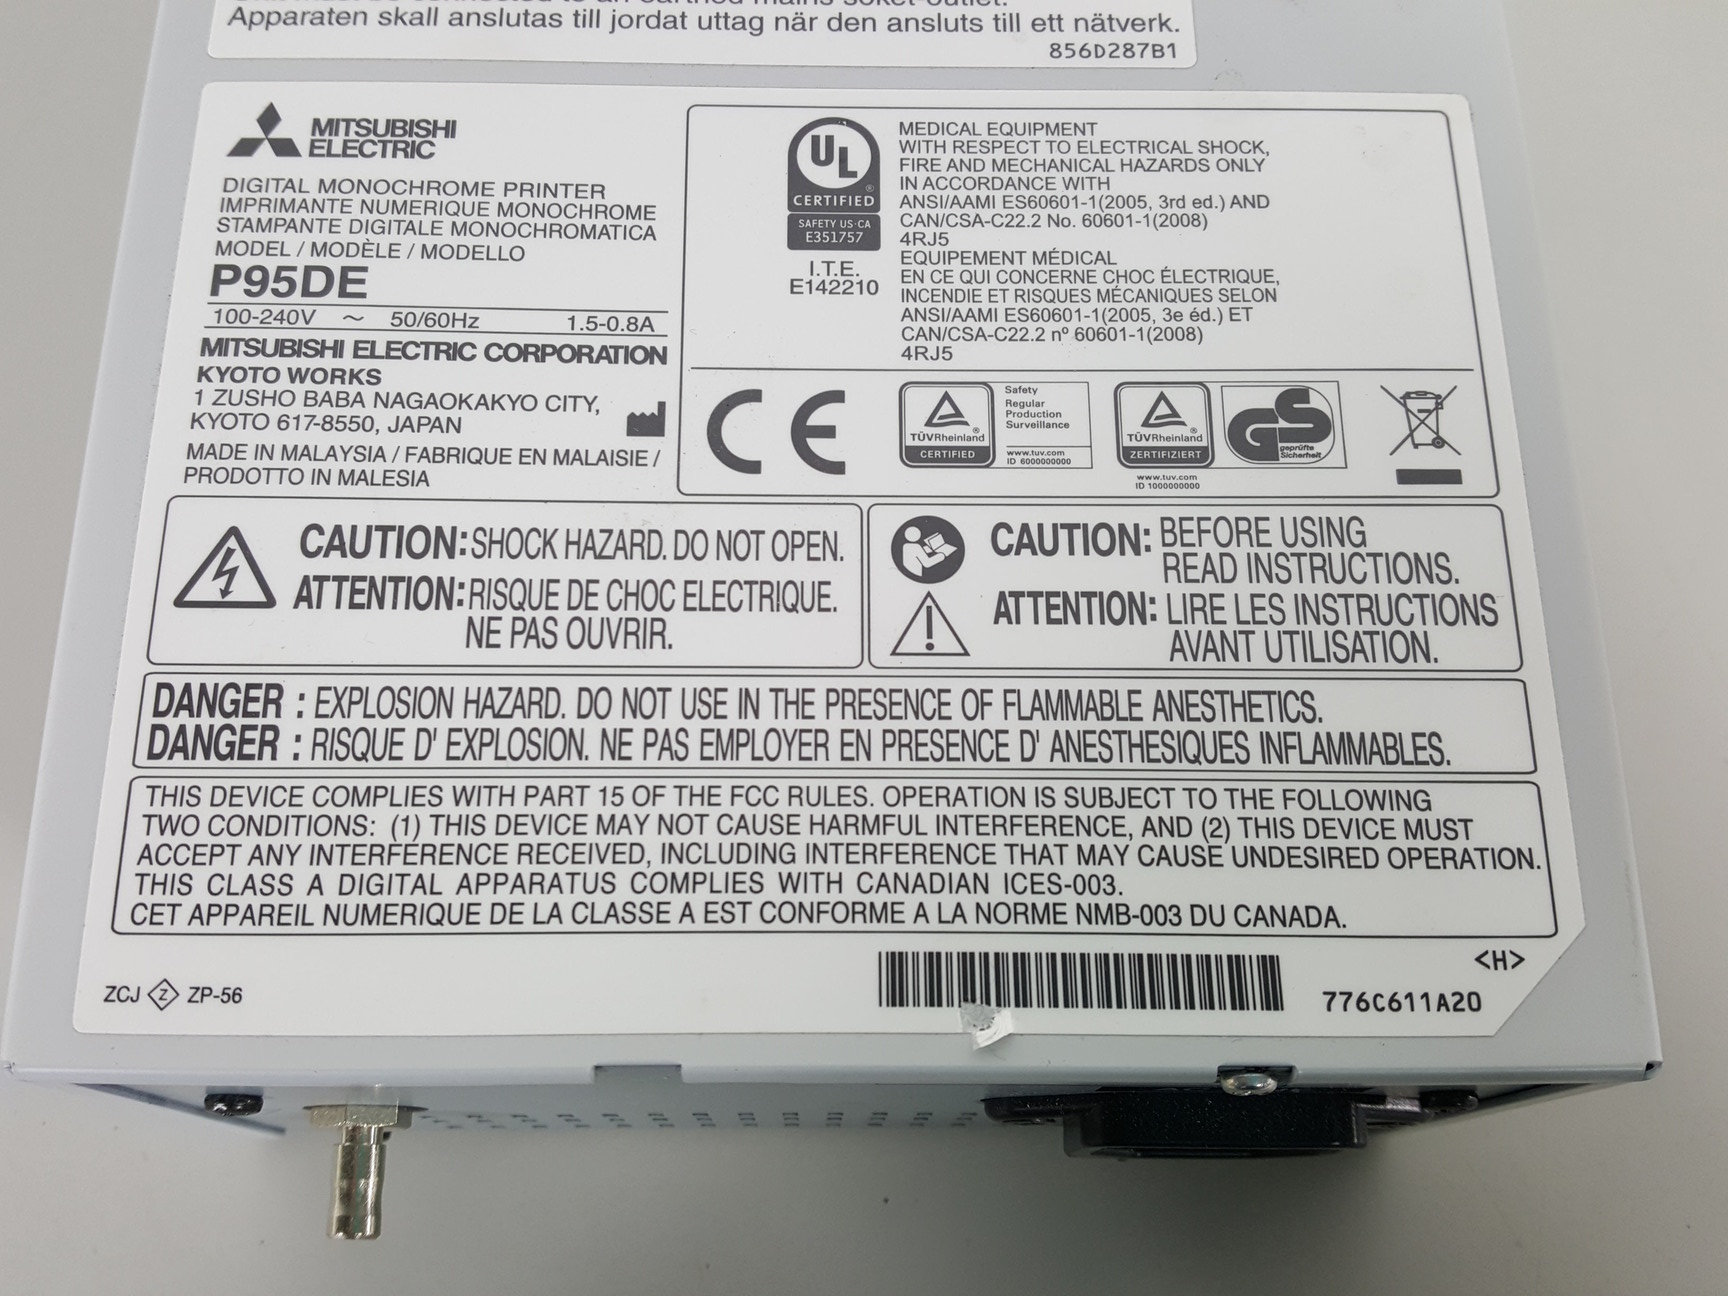 Apparaten skall anslutas till jordat uttag när den ansluts till ett nätverk.
856D287B1
MITSUBISHI
ELECTRIC
DIGITAL MONOCHROME PRINTER
IMPRIMANTE NUMERIQUE MONOCHROME
STAMPANTE DIGITALE MONOCHROMATICA
MODEL / MODÈLE / MODELLO
P95DE
100-240V ～ 50/60Hz 1.5-0.8A
MITSUBISHI ELECTRIC CORPORATION
KYOTO WORKS
1 ZUSHO BABA NAGAOKAKYO CITY,
KYOTO 617-8550, JAPAN
MADE IN MALAYSIA / FABRIQUE EN MALAISIE /
PRODOTTO IN MALESIA
UL
®
CERTIFIED
SAFETY US·CA
E351757
I.T.E.
E142210
MEDICAL EQUIPMENT
WITH RESPECT TO ELECTRICAL SHOCK,
FIRE AND MECHANICAL HAZARDS ONLY
IN ACCORDANCE WITH
ANSI/AAMI ES60601-1(2005, 3rd ed.) AND
CAN/CSA-C22.2 No. 60601-1(2008)
4RJ5
EQUIPEMENT MÉDICAL
EN CE QUI CONCERNE CHOC ÉLECTRIQUE,
INCENDIE ET RISQUES MÉCANIQUES SELON
ANSI/AAMI ES60601-1(2005, 3e éd.) ET
CAN/CSA-C22.2 nº 60601-1(2008)
4RJ5
CE
TÜVRheinland
®
CERTIFIED
Safety
Regular
Production
Surveillance
www.tuv.com
ID 6000000000
TÜVRheinland
®
ZERTIFIZIERT
www.tuv.com
ID 1000000000
GS
geprüfte
Sicherheit
CAUTION: SHOCK HAZARD. DO NOT OPEN.
ATTENTION: RISQUE DE CHOC ELECTRIQUE.
NE PAS OUVRIR.
CAUTION: BEFORE USING
READ INSTRUCTIONS.
ATTENTION: LIRE LES INSTRUCTIONS
AVANT UTILISATION.
DANGER : EXPLOSION HAZARD. DO NOT USE IN THE PRESENCE OF FLAMMABLE ANESTHETICS.
DANGER : RISQUE D' EXPLOSION. NE PAS EMPLOYER EN PRESENCE D' ANESTHESIQUES INFLAMMABLES.
THIS DEVICE COMPLIES WITH PART 15 OF THE FCC RULES. OPERATION IS SUBJECT TO THE FOLLOWING
TWO CONDITIONS: (1) THIS DEVICE MAY NOT CAUSE HARMFUL INTERFERENCE, AND (2) THIS DEVICE MUST
ACCEPT ANY INTERFERENCE RECEIVED, INCLUDING INTERFERENCE THAT MAY CAUSE UNDESIRED OPERATION.
THIS CLASS A DIGITAL APPARATUS COMPLIES WITH CANADIAN ICES-003.
CET APPAREIL NUMERIQUE DE LA CLASSE A EST CONFORME A LA NORME NMB-003 DU CANADA.
ZCJ Z ZP-56
<H>
776C611A20